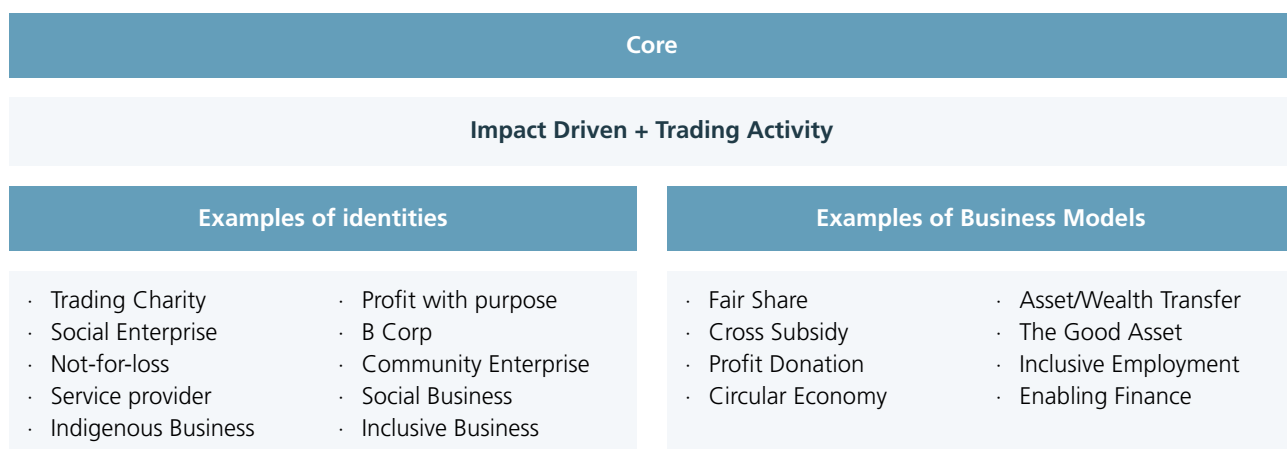 Core
Impact Driven + Trading Activity
Examples of identities
· Trading Charity
· Social Enterprise
· Not-for-loss
· Service provider
· Indigenous Business
· Profit with purpose
· B Corp
· Community Enterprise
· Social Business
· Inclusive Business
Examples of Business Models
· Fair Share
· Cross Subsidy
· Profit Donation
· Circular Economy
· Asset/Wealth Transfer
· The Good Asset
· Inclusive Employment
· Enabling Finance